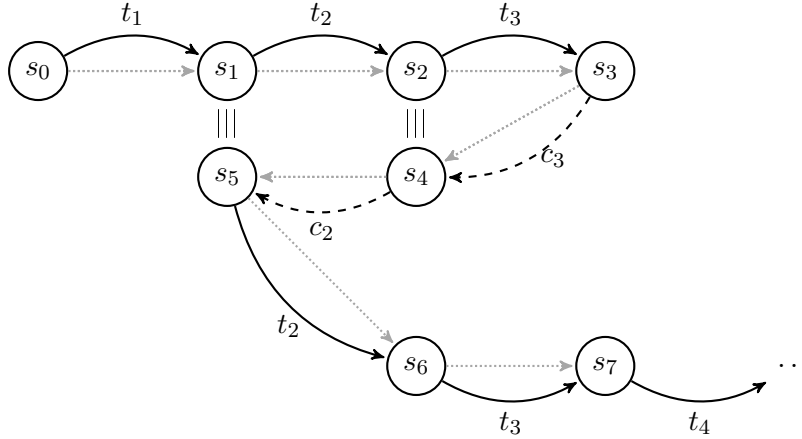 t₁ t₂ t₃
s₀ s₁ s₂ s₃
c₃
s₅ s₄
c₂
t₂
s₆ s₇ ··
t₃ t₄